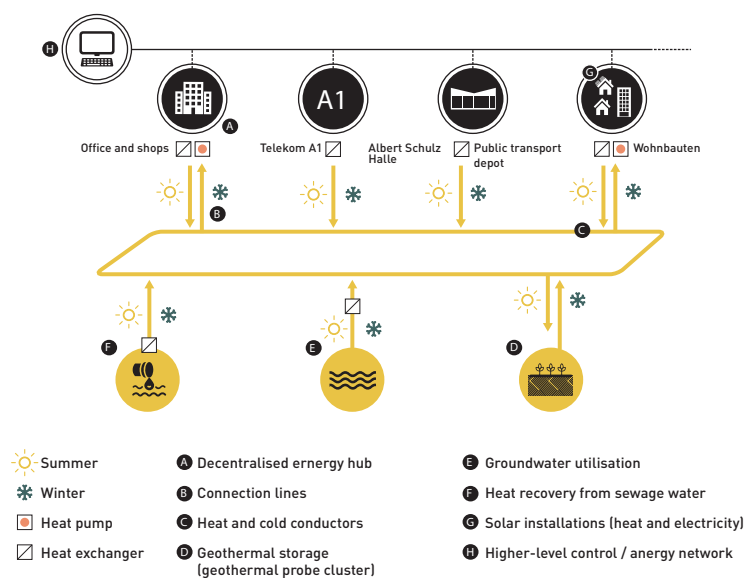 H
G
A1
A
Office and shops
Telekom A1
Albert Schulz
Halle
Public transport
depot
Wohnbauten
B
C
F
E
D
Summer
Winter
Heat pump
Heat exchanger
A Decentralised ernergy hub
B Connection lines
C Heat and cold conductors
D Geothermal storage
(geothermal probe cluster)
E Groundwater utilisation
F Heat recovery from sewage water
G Solar installations (heat and electricity)
H Higher-level control / anergy network